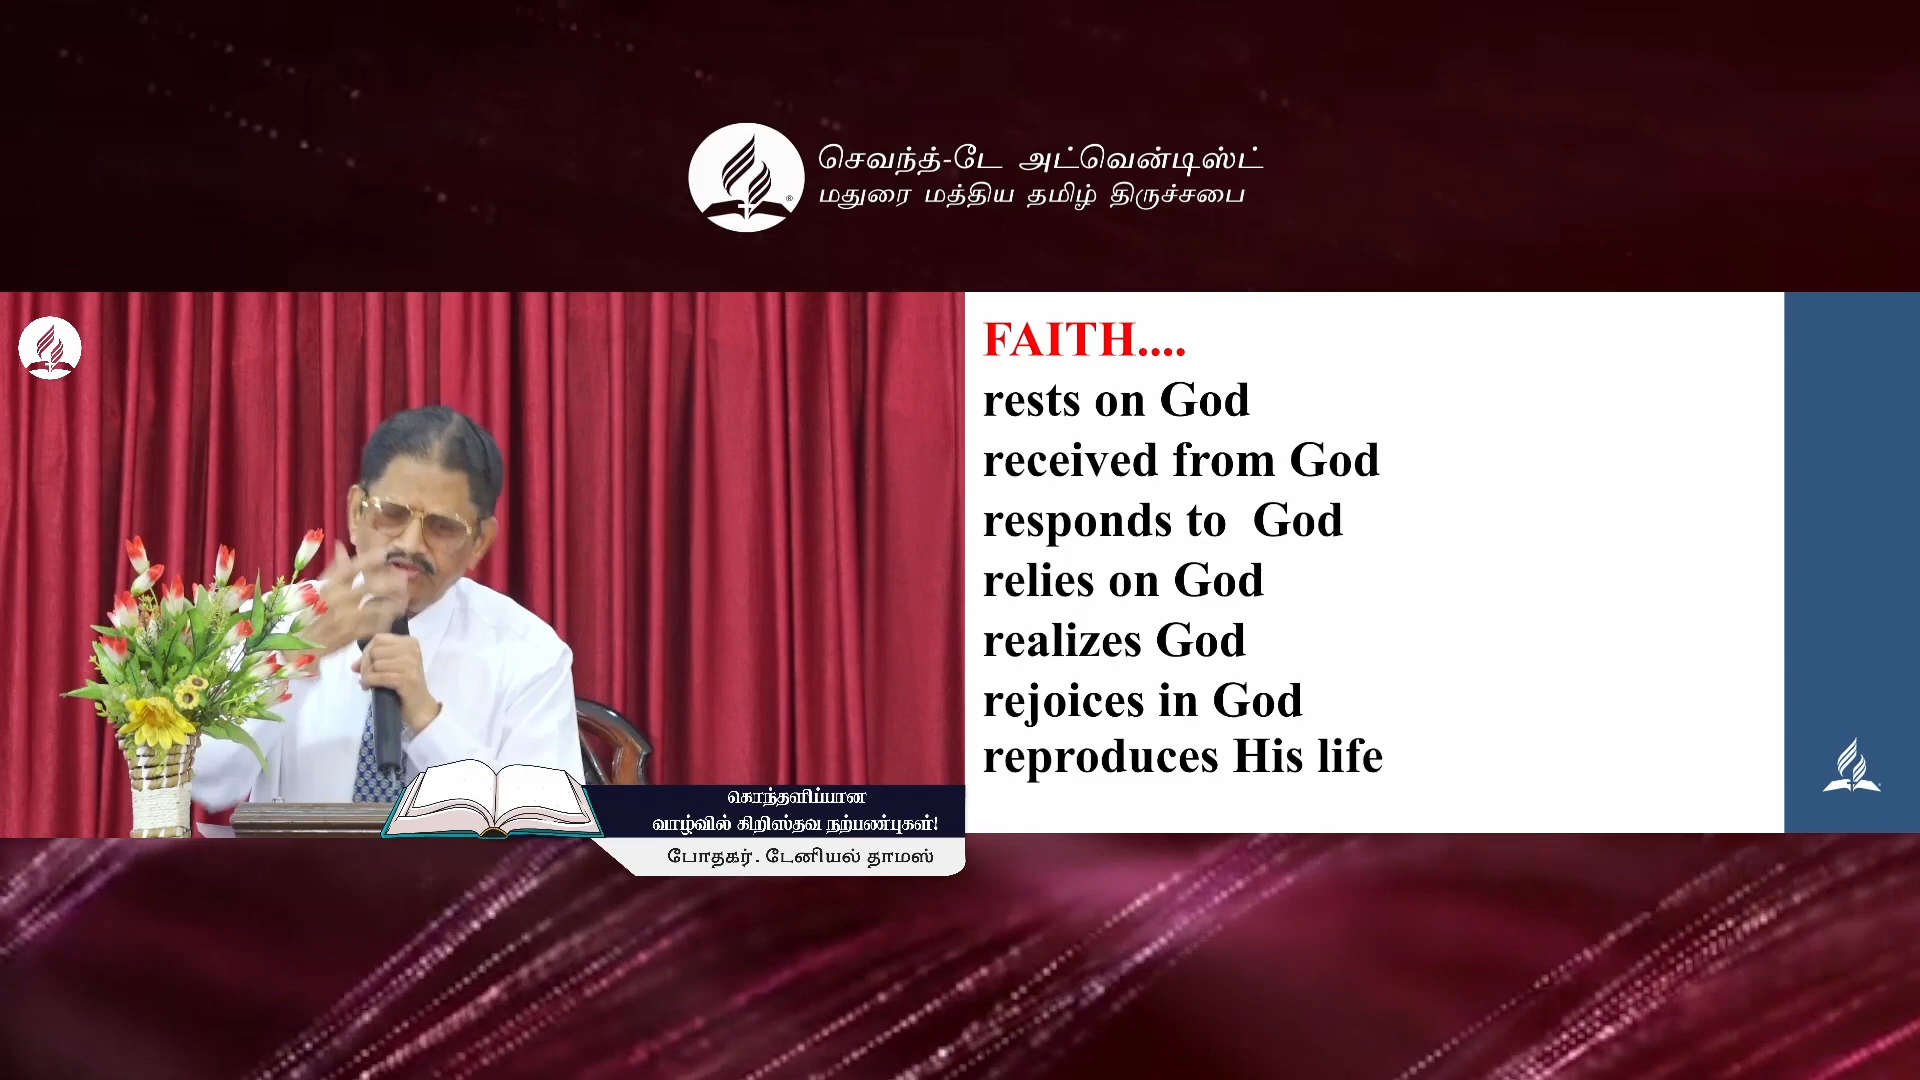 செவந்த்-டே அட்வென்டிஸ்ட்
மதுரை மத்திய தமிழ் திருச்சபை
FAITH....
rests on God
received from God
responds to  God
relies on God
realizes God
rejoices in God
reproduces His life
கொந்தளிப்பான
வாழ்வில் கிறிஸ்தவ நற்பண்புகள்!
போதகர். டேனியல் தாமஸ்